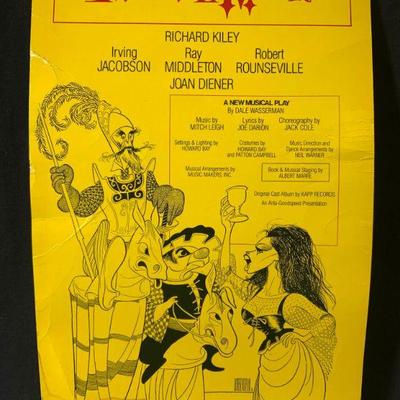 RICHARD KILEY
Irving Ray Robert
JACOBSON MIDDLETON ROUNSEVILLE
JOAN DIENER
A NEW MUSICAL PLAY
By DALE WASSERMAN
Music by Lyrics by Choreography by
MITCH LEIGH JOE DARION JACK COLE
Settings & Lighting by Costumes by Music Direction and
HOWARD BAY HOWARD BAY Dance Arrangements by
and PATTON CAMPBELL NEIL WARNER
Musical Arrangements by Book & Musical Staging by
MUSIC MAKERS, INC. ALBERT MARRE
Original Cast Album by KAPP RECORDS
An Anta-Goodspeed Presentation